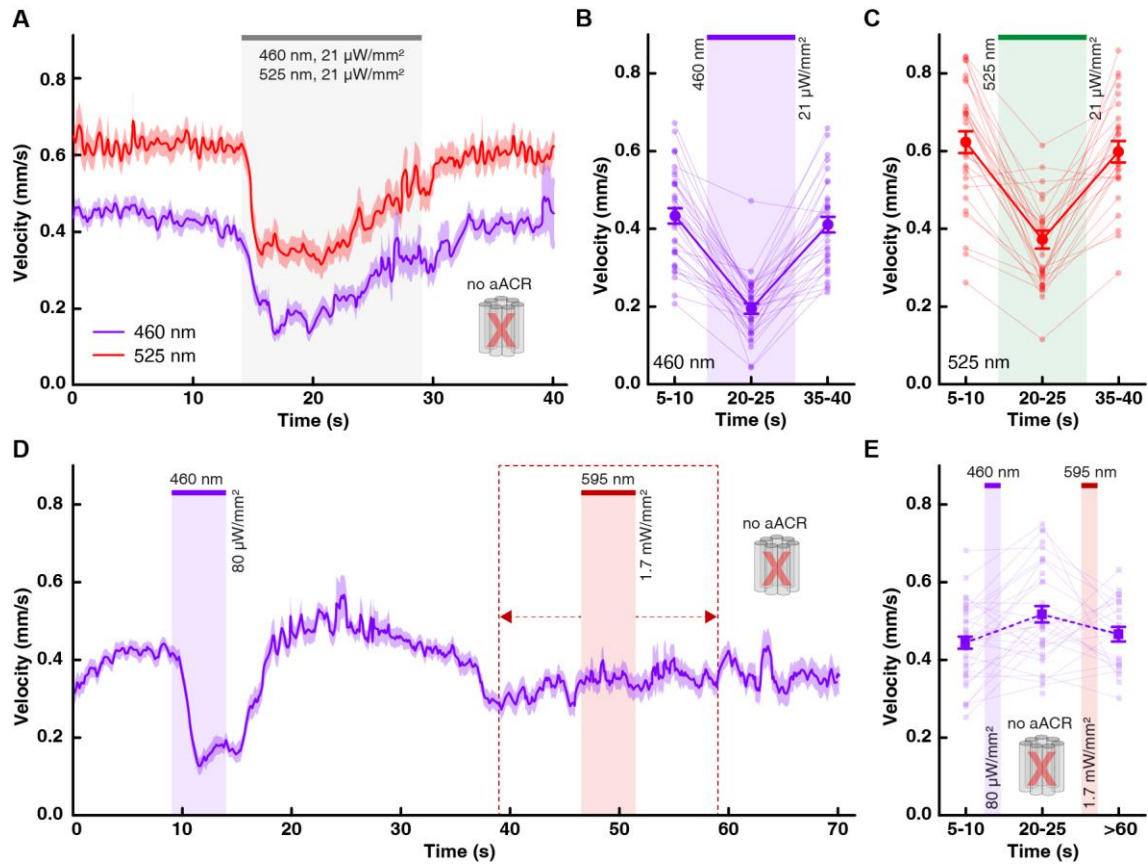 A
460 nm, 21 µW/mm²
525 nm, 21 µW/mm²
Velocity (mm/s)
0.8
0.6
0.4
0.2
0.0
no aACR
X
460 nm
525 nm
0
10
20
30
40
Time (s)
B
460 nm
21 µW/mm²
Velocity (mm/s)
0.8
0.6
0.4
0.2
0.0
460 nm
5-10
20-25
35-40
Time (s)
C
525 nm
21 µW/mm²
Velocity (mm/s)
0.8
0.6
0.4
0.2
0.0
525 nm
5-10
20-25
35-40
Time (s)
D
460 nm
80 µW/mm²
595 nm
1.7 mW/mm²
no aACR
X
Velocity (mm/s)
0.8
0.6
0.4
0.2
0.0
0
10
20
30
40
50
60
70
Time (s)
E
460 nm
595 nm
Velocity (mm/s)
0.8
0.6
0.4
0.2
0.0
no aACR
X
80 µW/mm²
1.7 mW/mm²
5-10
20-25
>60
Time (s)